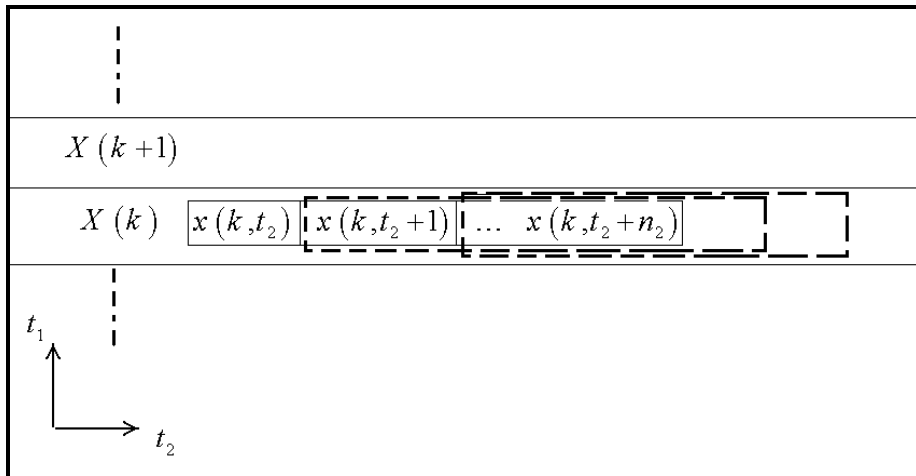 X (k +1)
X (k) x (k ,t₂) x (k ,t₂ +1) ... x (k ,t₂ + n₂)
t₁
t₂